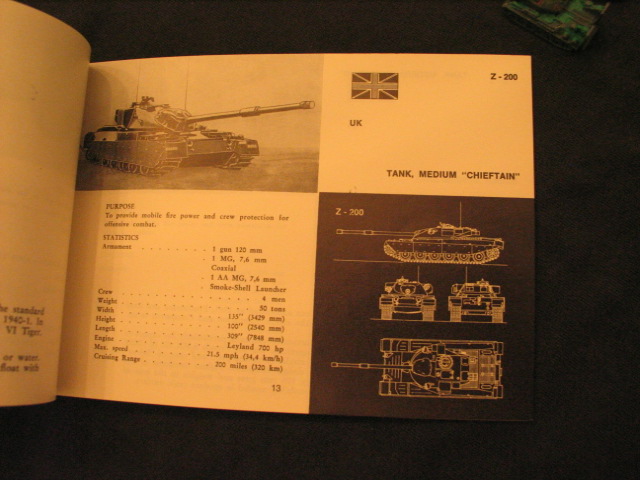 he standard
1940-1. In
VI Tiger.
or water.
float with
PURPOSE
To provide mobile fire power and crew protection for
offensive combat.
STATISTICS
Armament . . . . . . . . . 1 gun 120 mm
1 MG, 7,6 mm
Coaxial
1 AA MG, 7,6 mm
Smoke-Shell Launcher
Crew . . . . . . . . . . . . 4 men
Weight . . . . . . . . . . . 50 tons
Width . . . . . . . . . . 135" (3429 mm)
Height . . . . . . . . . . 100" (2540 mm)
Length . . . . . . . . . . 309" (7848 mm)
Engine . . . . . . . . . . Leyland 700 hp
Max. speed . . . . . . . 21.5 mph (34,4 km/h)
Cruising Range . . . . . . . 200 miles (320 km)
13
Z - 200
UK
TANK, MEDIUM "CHIEFTAIN"
Z - 200